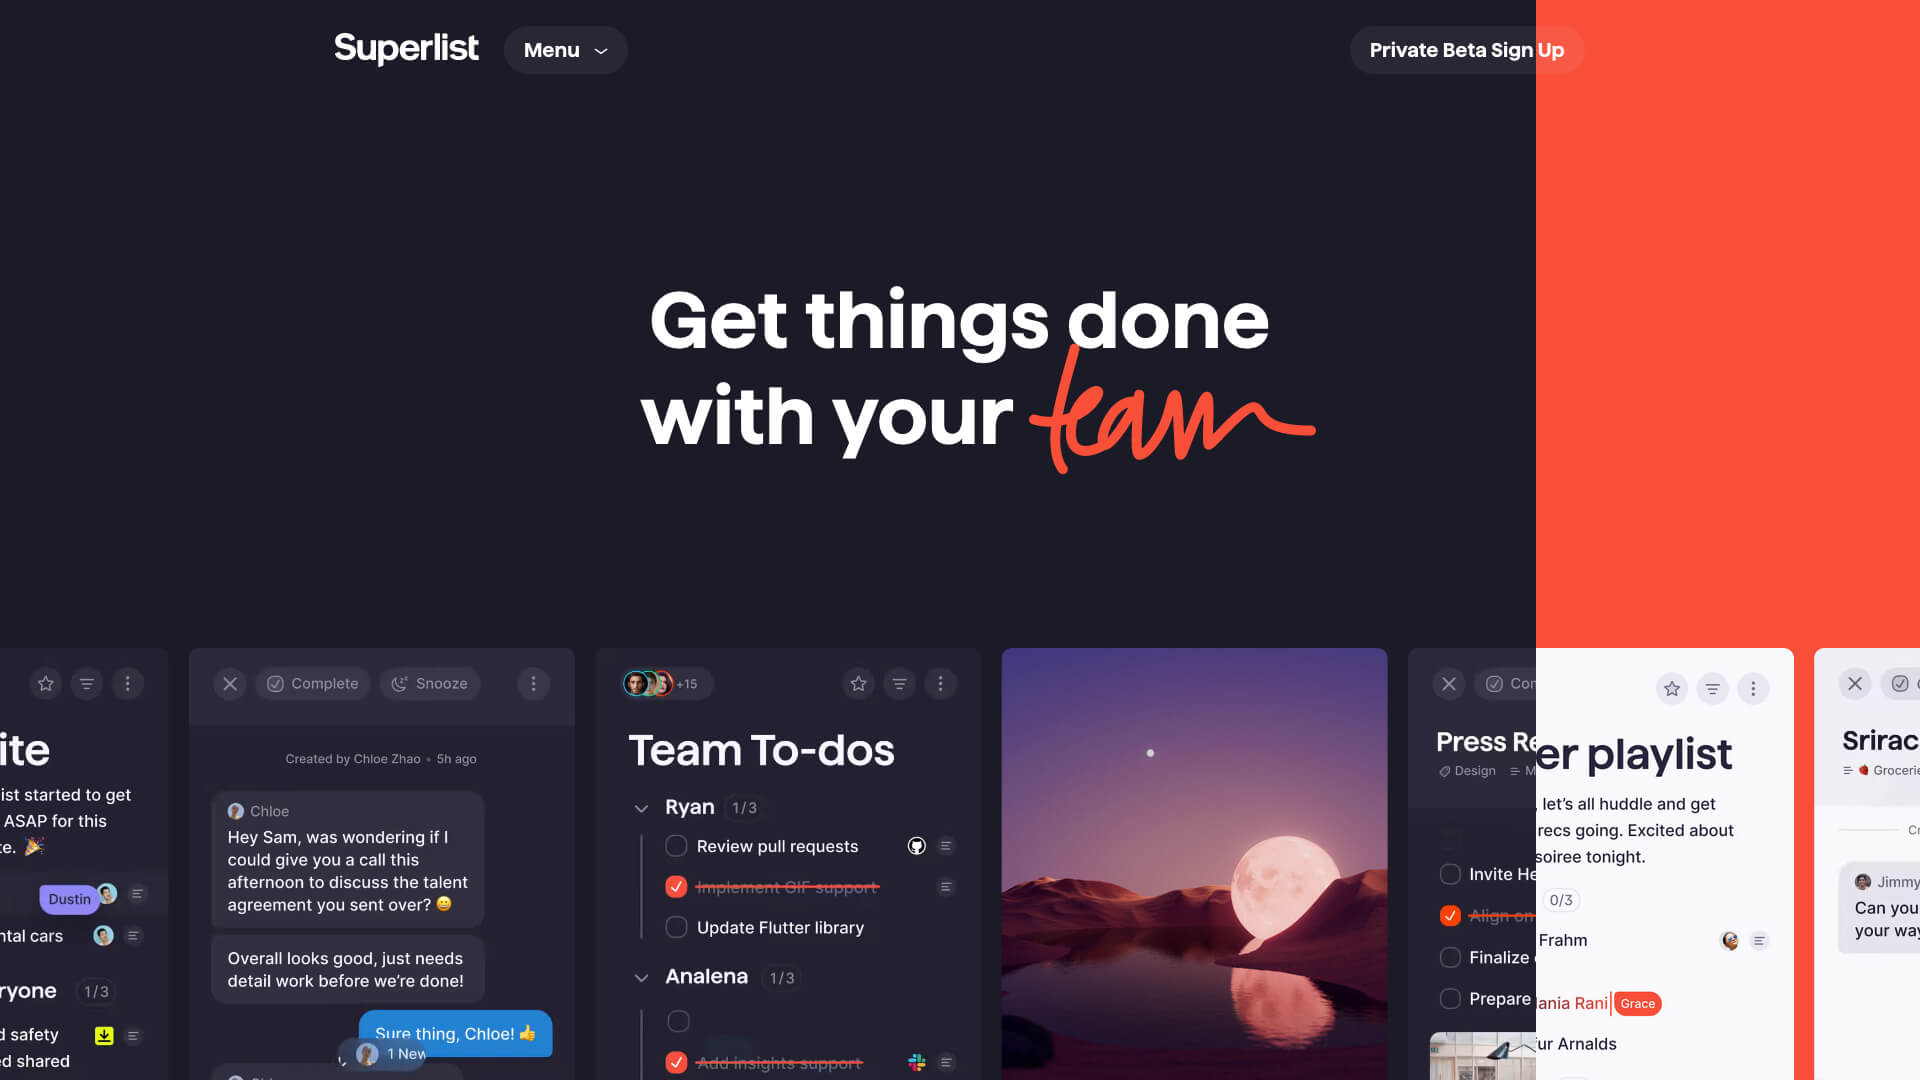 Superlist
Menu
Private Beta Sign Up
Get things done
with your team
ite
ist started to get
ASAP for this
te. 🎉
Dustin
ntal cars
ryone 1/3
d safety
ed shared
Complete
Snooze
Created by Chloe Zhao • 5h ago
Chloe
Hey Sam, was wondering if I
could give you a call this
afternoon to discuss the talent
agreement you sent over? 😄
Overall looks good, just needs
detail work before we’re done!
Sure thing, Chloe! 👍
1 New
+15
Team To-dos
Ryan 1/3
Review pull requests
Implement GIF support
Update Flutter library
Analena 1/3
Add insights support
Con
Press Re
Design M
Invite He
Align on
Finalize
Prepare
er playlist
, let’s all huddle and get
recs going. Excited about
soiree tonight.
0/3
Frahm
ania Rani Grace
ur Arnalds
Srirac
Grocerie
Cr
Jimmy
Can you
your way